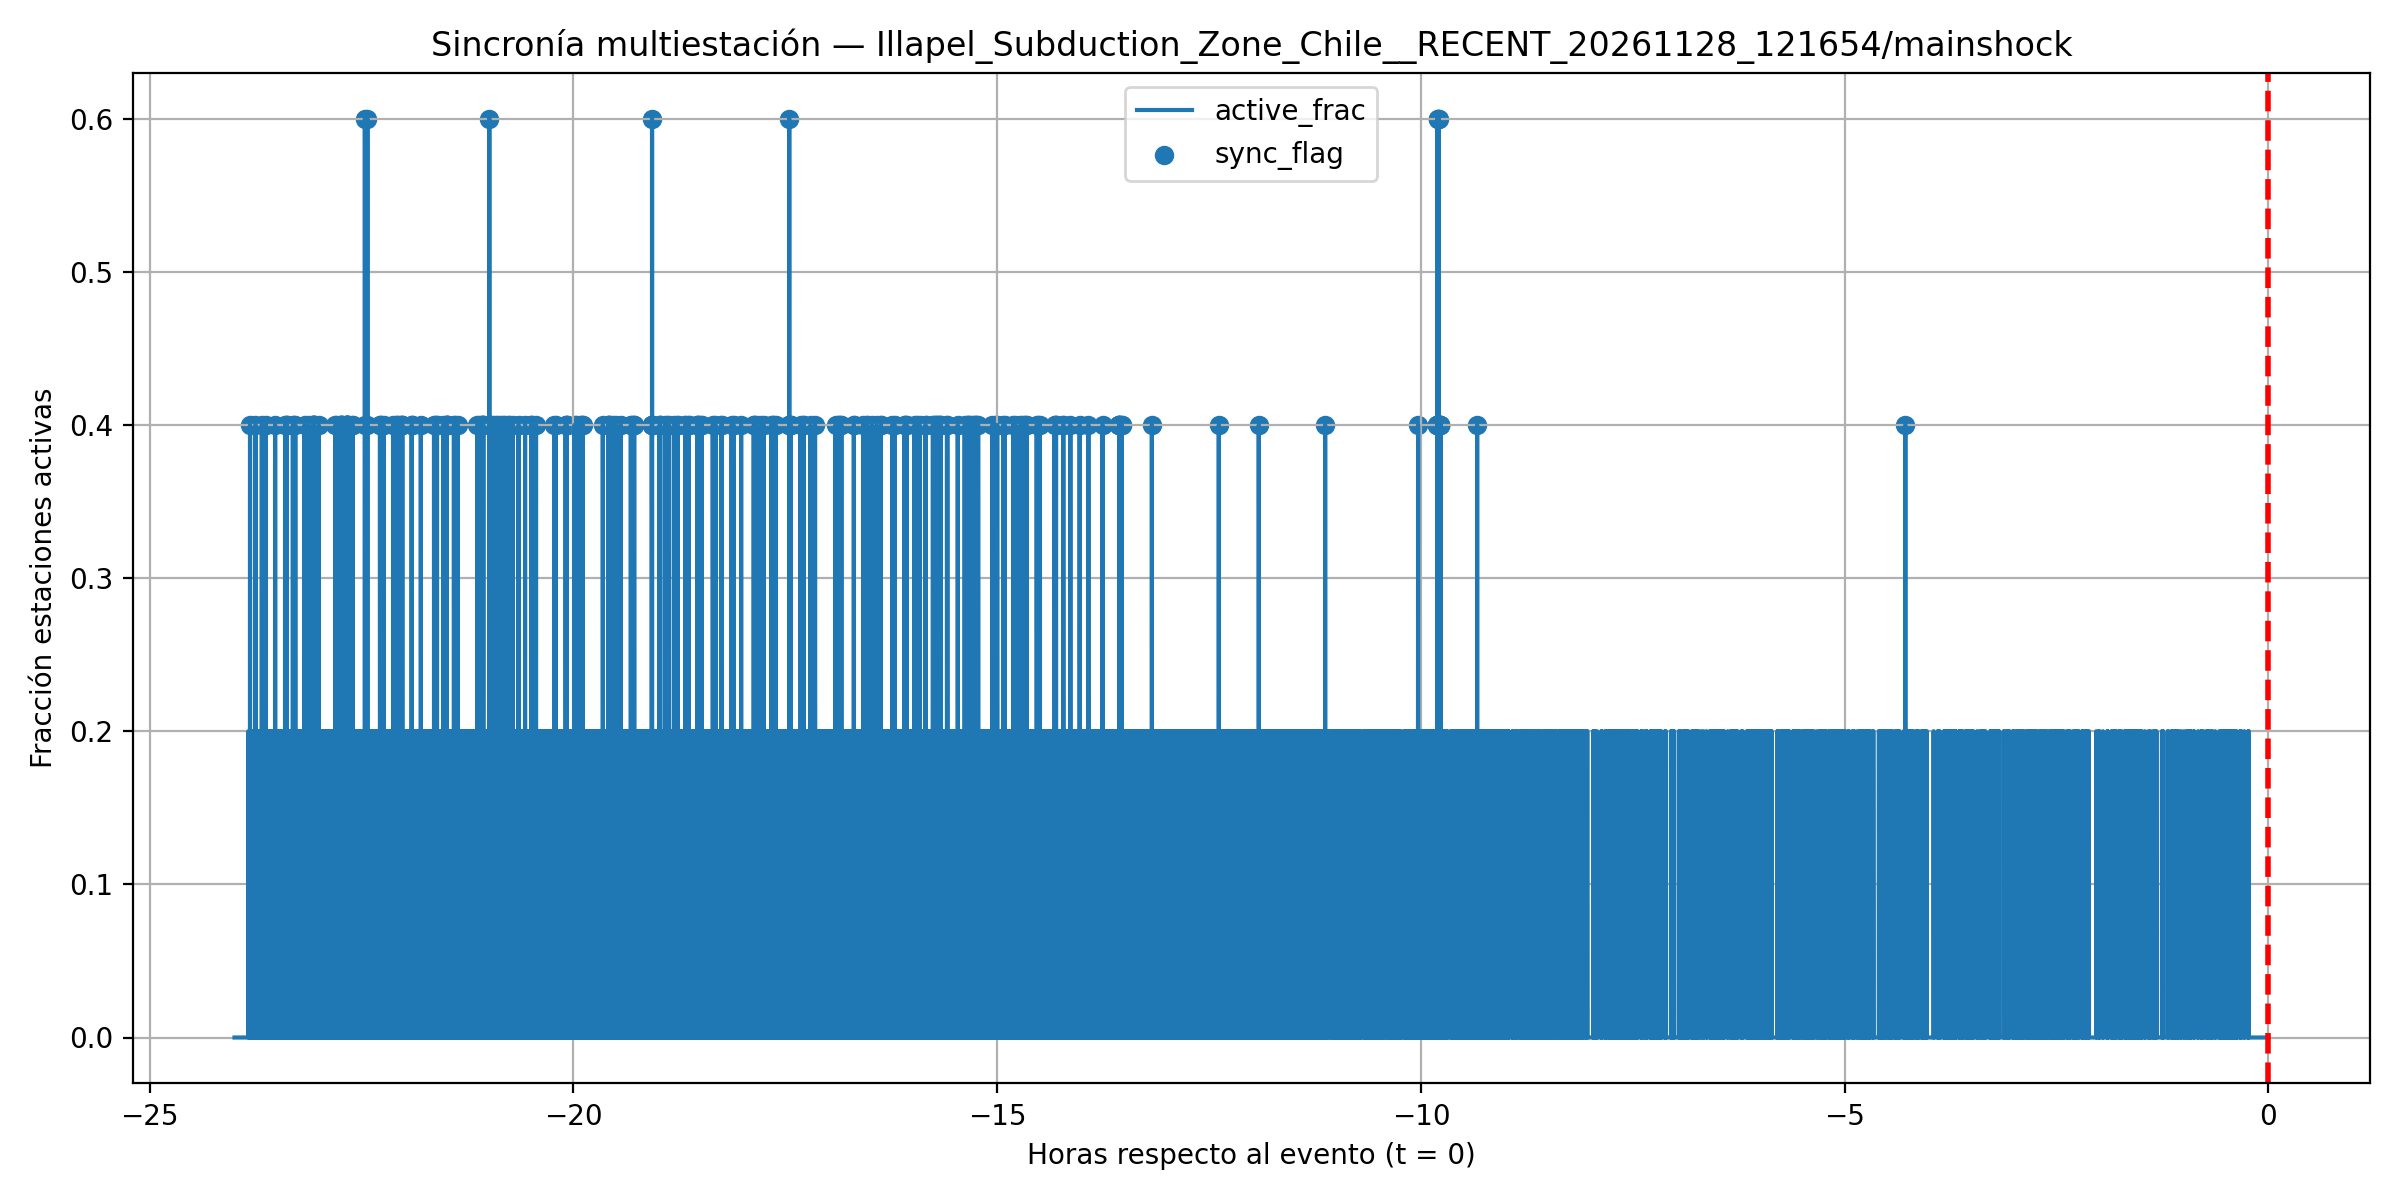 Sincronía multiestación — Illapel_Subduction_Zone_Chile__RECENT_20261128_121654/mainshock
active_frac
sync_flag
Fracción estaciones activas
0.6
0.5
0.4
0.3
0.2
0.1
0.0
−25 −20 −15 −10 −5 0
Horas respecto al evento (t = 0)